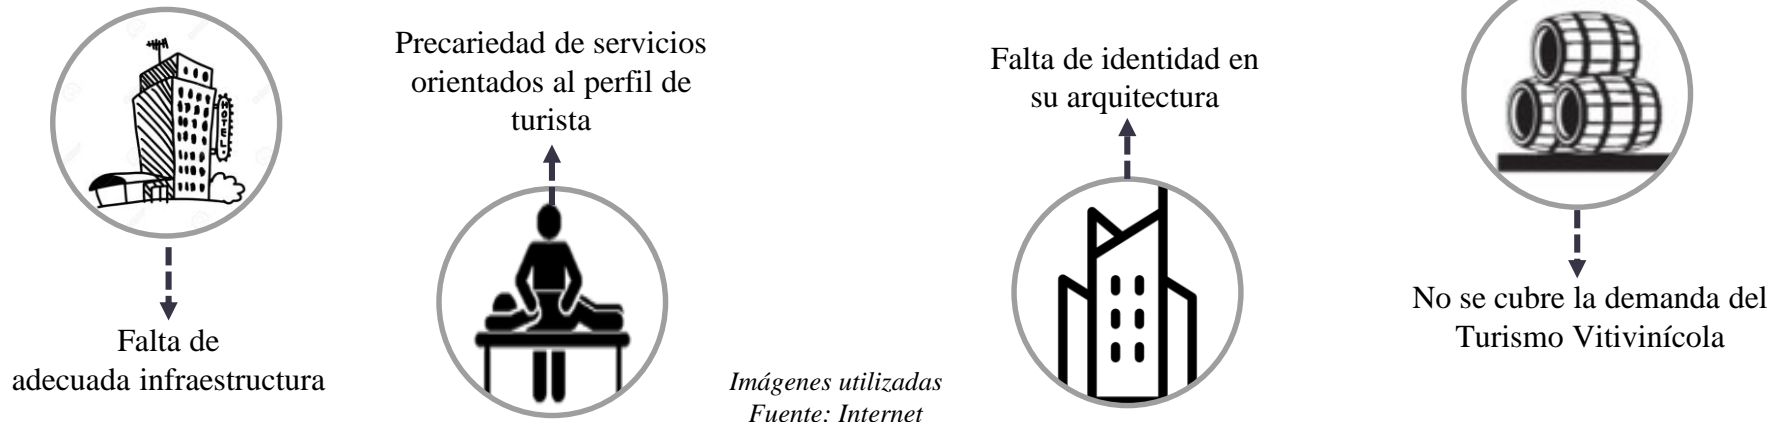 HOTEL
Falta de
adecuada infraestructura
Precariedad de servicios
orientados al perfil de
turista
Imágenes utilizadas
Fuente: Internet
Falta de identidad en
su arquitectura
No se cubre la demanda del
Turismo Vitivinícola